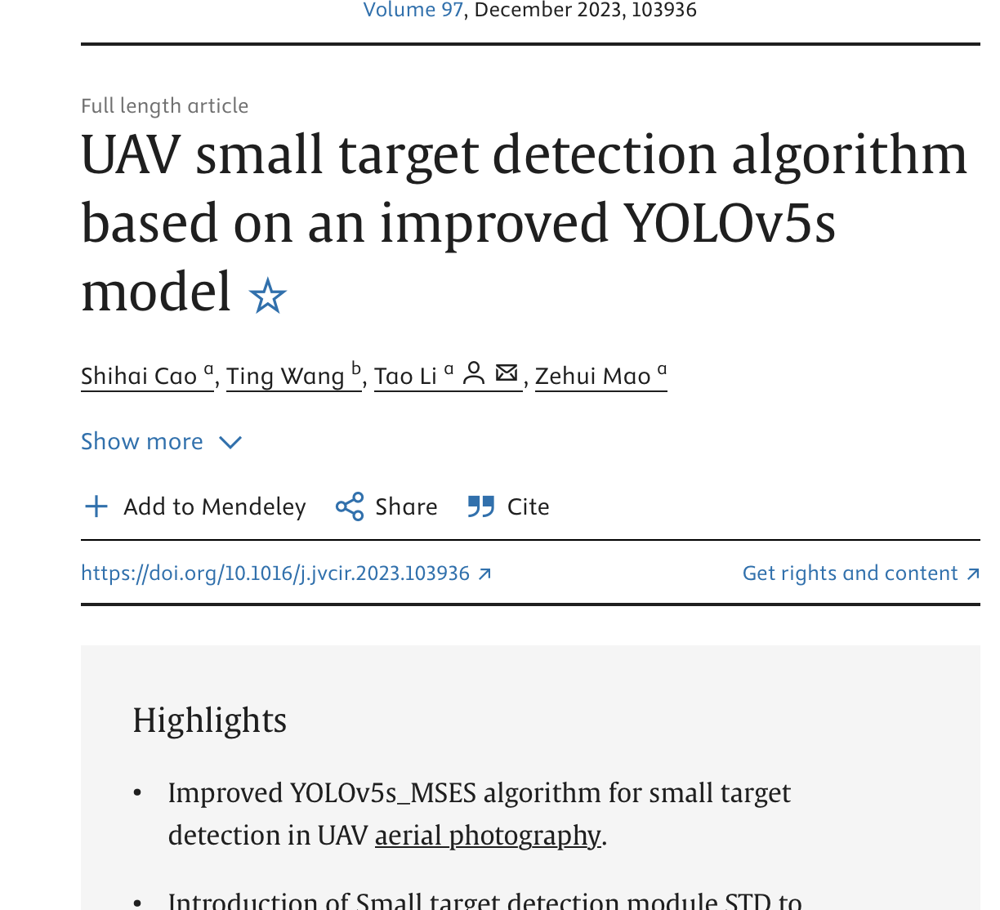 Volume 97, December 2023, 103936
Full length article
UAV small target detection algorithm
based on an improved YOLOv5s
model ☆
Shihai Cao a, Ting Wang b, Tao Li a, Zehui Mao a
Show more
Add to Mendeley Share Cite
https://doi.org/10.1016/j.jvcir.2023.103936 Get rights and content
Highlights
• Improved YOLOv5s_MSES algorithm for small target
detection in UAV aerial photography.
• Introduction of Small target detection module STD to